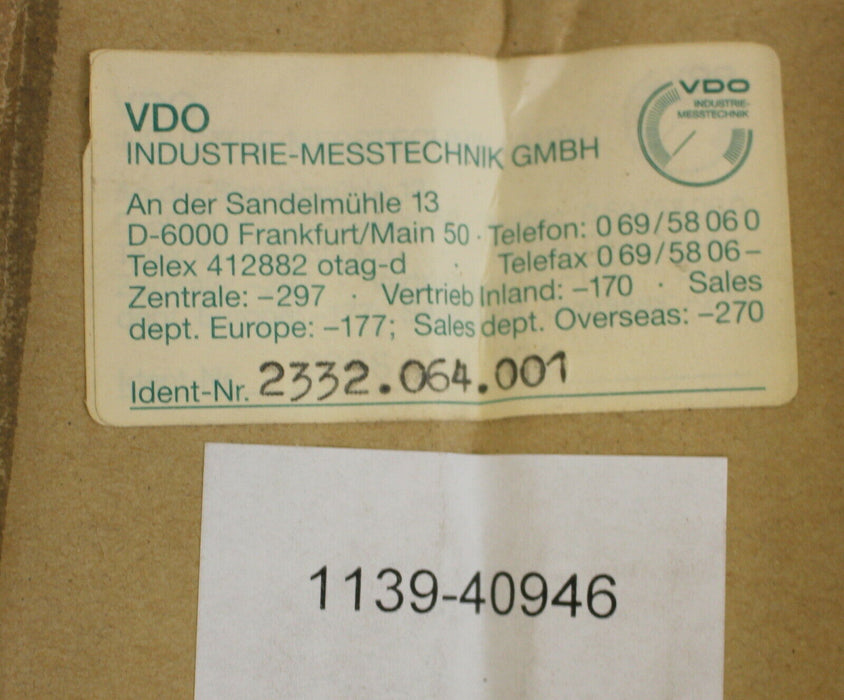 VDO
INDUSTRIE-MESSTECHNIK GMBH
VDO
INDUSTRIE-
MESSTECHNIK
An der Sandelmühle 13
D-6000 Frankfurt/Main 50 · Telefon: 0 69/58 06 0
Telex 412882 otag-d · Telefax 0 69/58 06 –
Zentrale: –297 · Vertrieb Inland: –170 · Sales
dept. Europe: –177; Sales dept. Overseas: –270
Ident-Nr. 2332.064.001
1139-40946